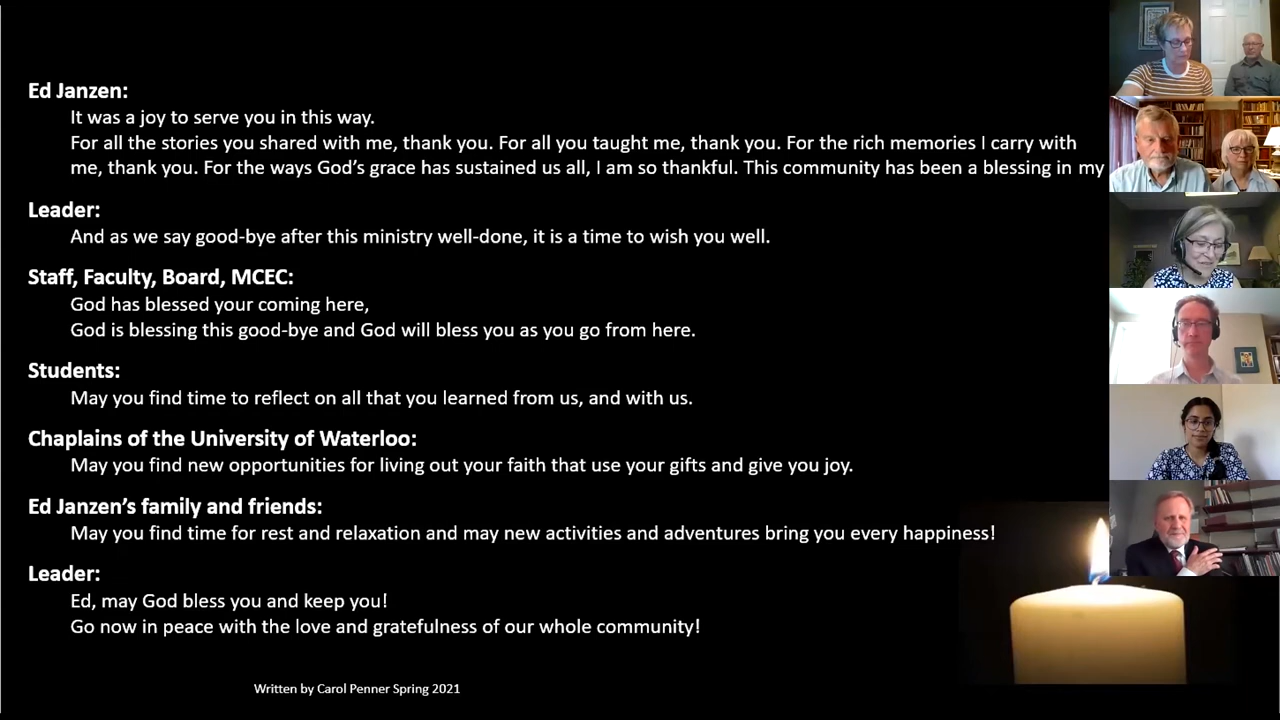 Ed Janzen:
It was a joy to serve you in this way.
For all the stories you shared with me, thank you. For all you taught me, thank you. For the rich memories I carry with
me, thank you. For the ways God’s grace has sustained us all, I am so thankful. This community has been a blessing in my
Leader:
And as we say good-bye after this ministry well-done, it is a time to wish you well.
Staff, Faculty, Board, MCEC:
God has blessed your coming here,
God is blessing this good-bye and God will bless you as you go from here.
Students:
May you find time to reflect on all that you learned from us, and with us.
Chaplains of the University of Waterloo:
May you find new opportunities for living out your faith that use your gifts and give you joy.
Ed Janzen’s family and friends:
May you find time for rest and relaxation and may new activities and adventures bring you every happiness!
Leader:
Ed, may God bless you and keep you!
Go now in peace with the love and gratefulness of our whole community!
Written by Carol Penner Spring 2021